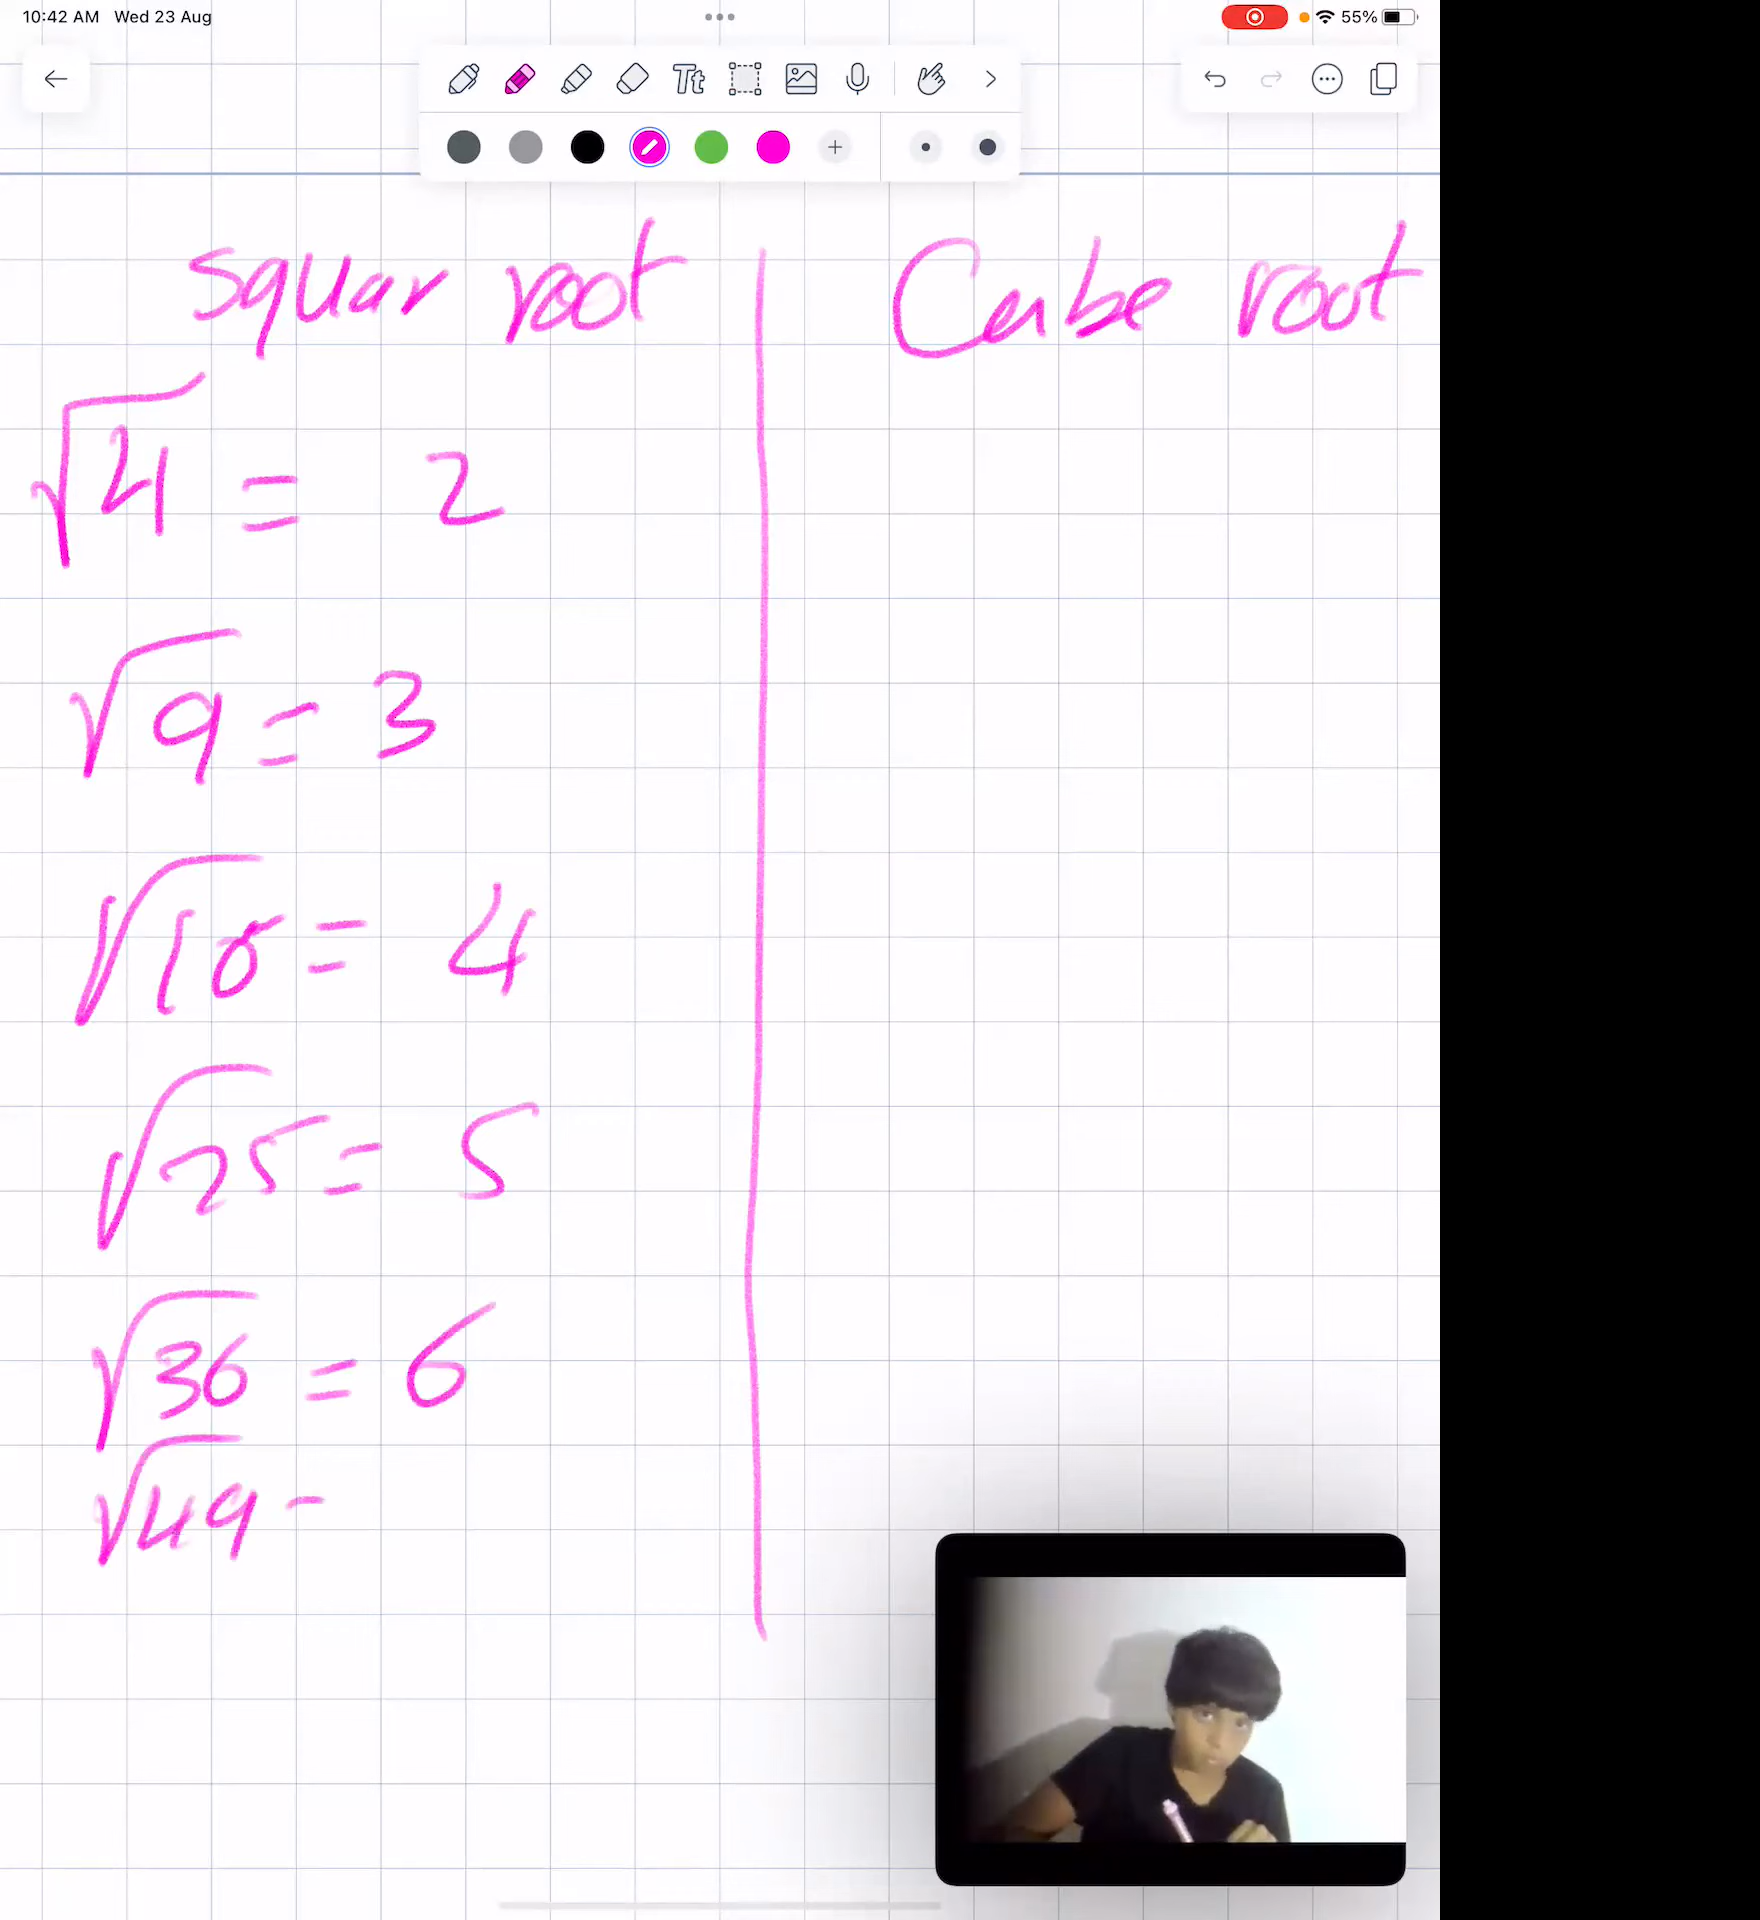 10:42 AM Wed 23 Aug
55%
Tt
squar root
Cube root
√4 = 2
√9 = 3
√16 = 4
√25 = 5
√36 = 6
√49 -